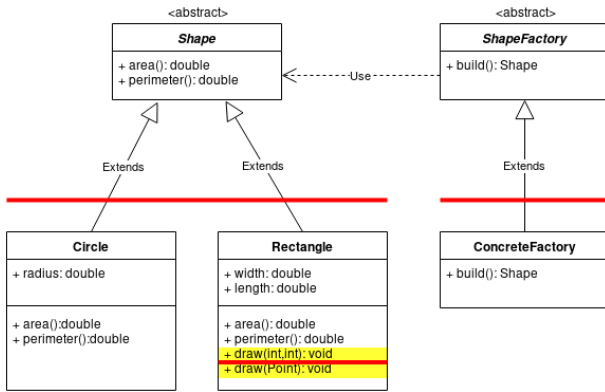 <abstract>
Shape
+ area(): double
+ perimeter(): double
<abstract>
ShapeFactory
+ build(): Shape
Use
Extends
Extends
Extends
Circle
+ radius: double
+ area():double
+ perimeter():double
Rectangle
+ width: double
+ length: double
+ area(): double
+ perimeter(): double
+ draw(int,int): void
+ draw(Point): void
ConcreteFactory
+ build(): Shape